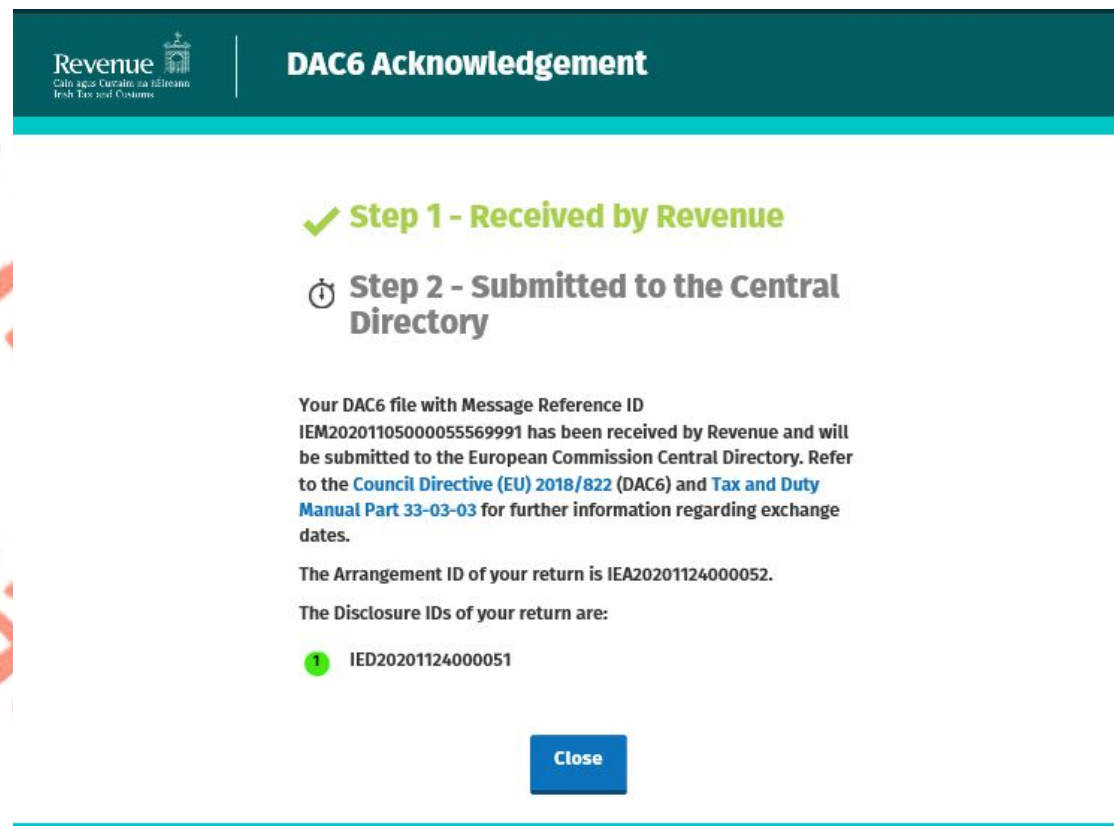 Revenue
Cáin agus Custaim na hÉireann
Irish Tax and Customs
DAC6 Acknowledgement
Step 1 - Received by Revenue
Step 2 - Submitted to the Central
Directory
Your DAC6 file with Message Reference ID
IEM20201105000055569991 has been received by Revenue and will
be submitted to the European Commission Central Directory. Refer
to the Council Directive (EU) 2018/822 (DAC6) and Tax and Duty
Manual Part 33-03-03 for further information regarding exchange
dates.
The Arrangement ID of your return is IEA20201124000052.
The Disclosure IDs of your return are:
1 IED20201124000051
Close